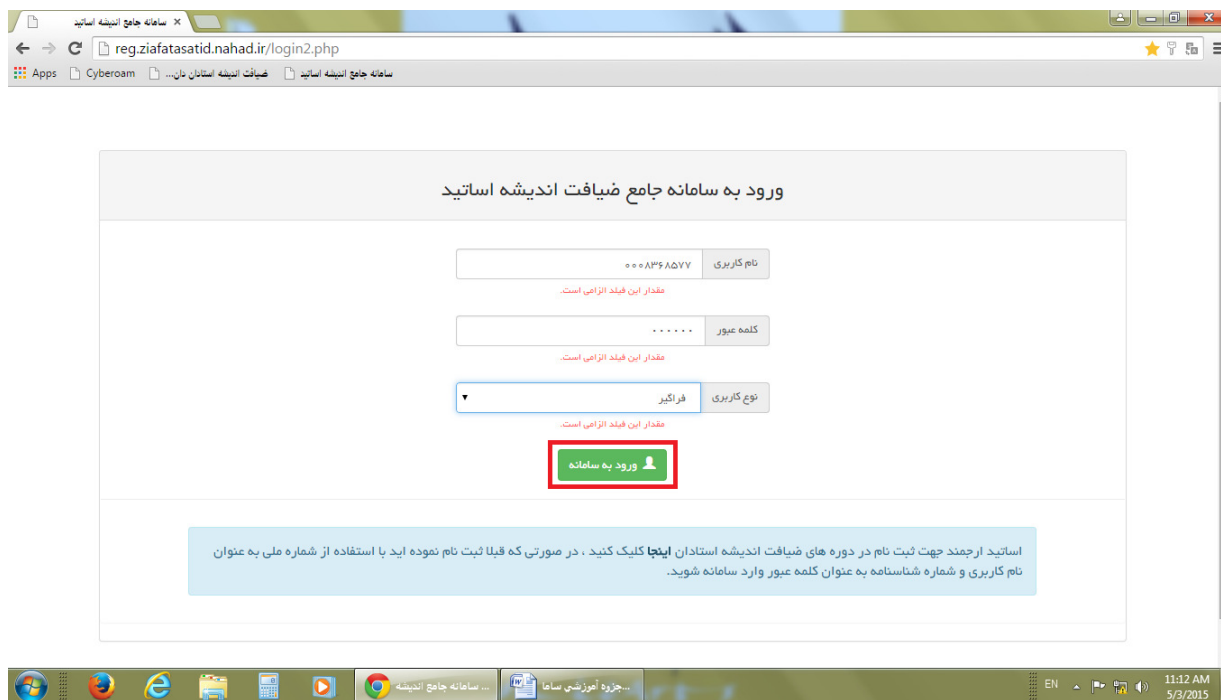 سامانه جامع اندیشه اساتید
reg.ziafatasatid.nahad.ir/login2.php
Apps Cyberoam ضیافت اندیشه استادان دان... سامانه جامع اندیشه اساتید
ورود به سامانه جامع ضیافت اندیشه اساتید
نام کاربری ۰۰۰۸۳۶۸۵۷۷
مقدار این فیلد الزامی است.
کلمه عبور ······
مقدار این فیلد الزامی است.
نوع کاربری فراگیر
مقدار این فیلد الزامی است.
ورود به سامانه
اساتید ارجمند جهت ثبت نام در دوره های ضیافت اندیشه استادان اینجا کلیک کنید ، در صورتی که قبلا ثبت نام نموده اید با استفاده از شماره ملی به عنوان
نام کاربری و شماره شناسنامه به عنوان کلمه عبور وارد سامانه شوید.
سامانه جامع اندیشه ...
جزوه آموزشي ساما...
EN
11:12 AM
5/3/2015